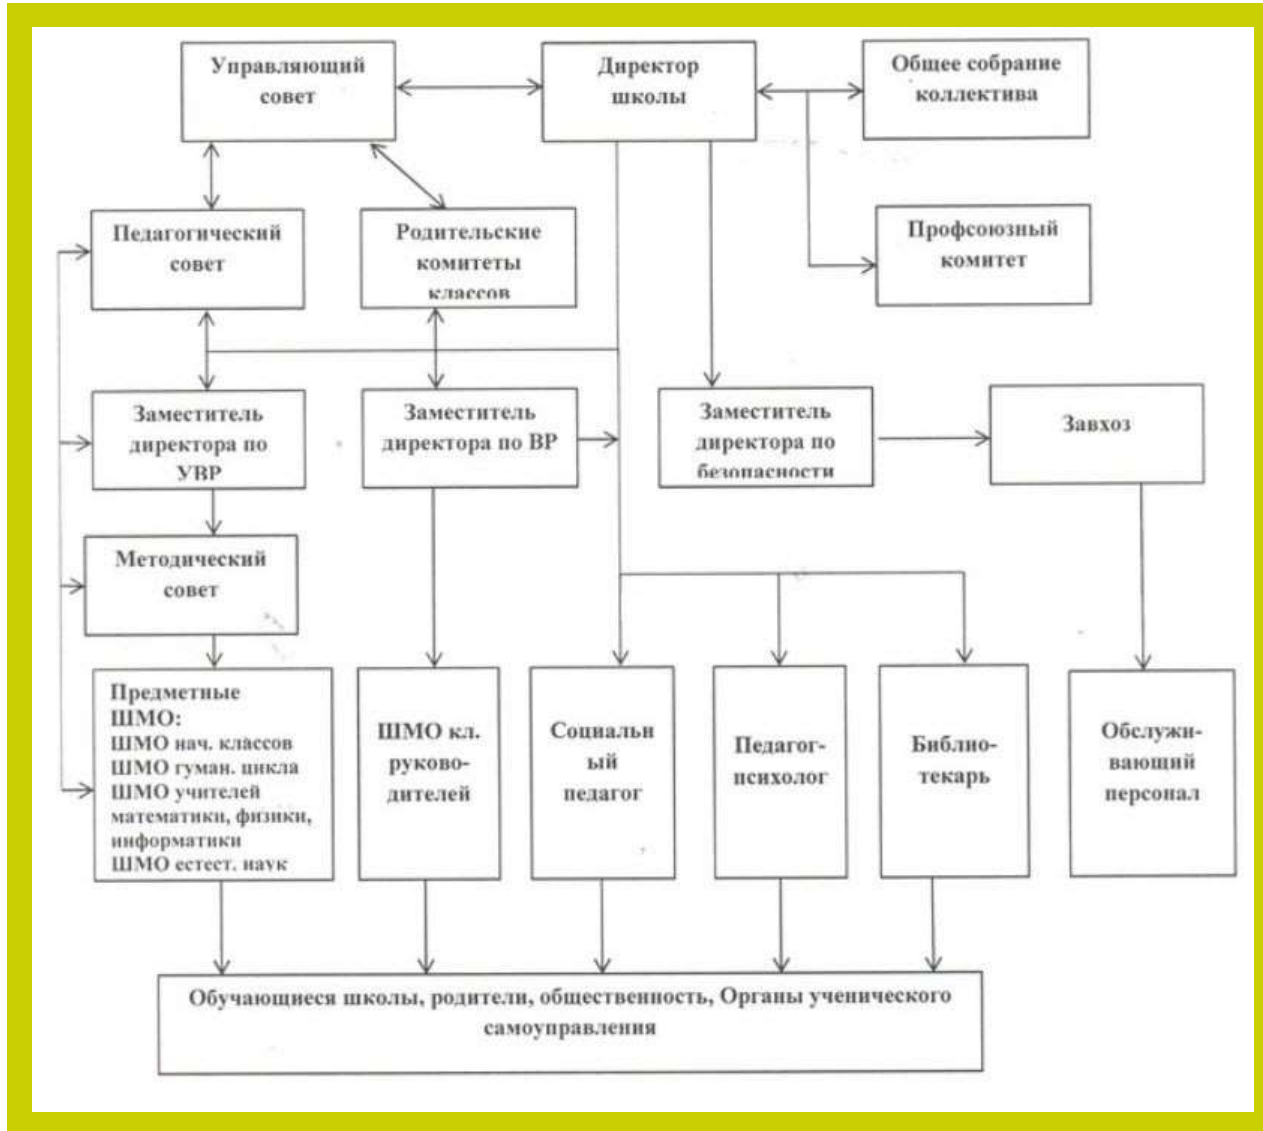 Управляющий
совет
Директор
школы
Общее собрание
коллектива
Педагогический
совет
Родительские
комитеты
классов
Профсоюзный
комитет
Заместитель
директора по
УВР
Заместитель
директора по ВР
Заместитель
директора по
безопасности
Завхоз
Методический
совет
Предметные
ШМО:
ШМО нач. классов
ШМО гуман. цикла
ШМО учителей
математики, физики,
информатики
ШМО естест. наук
ШМО кл.
руково-
дителей
Социальн
ый
педагог
Педагог-
психолог
Библио-
текарь
Обслужи-
вающий
персонал
Обучающиеся школы, родители, общественность, Органы ученического
самоуправления